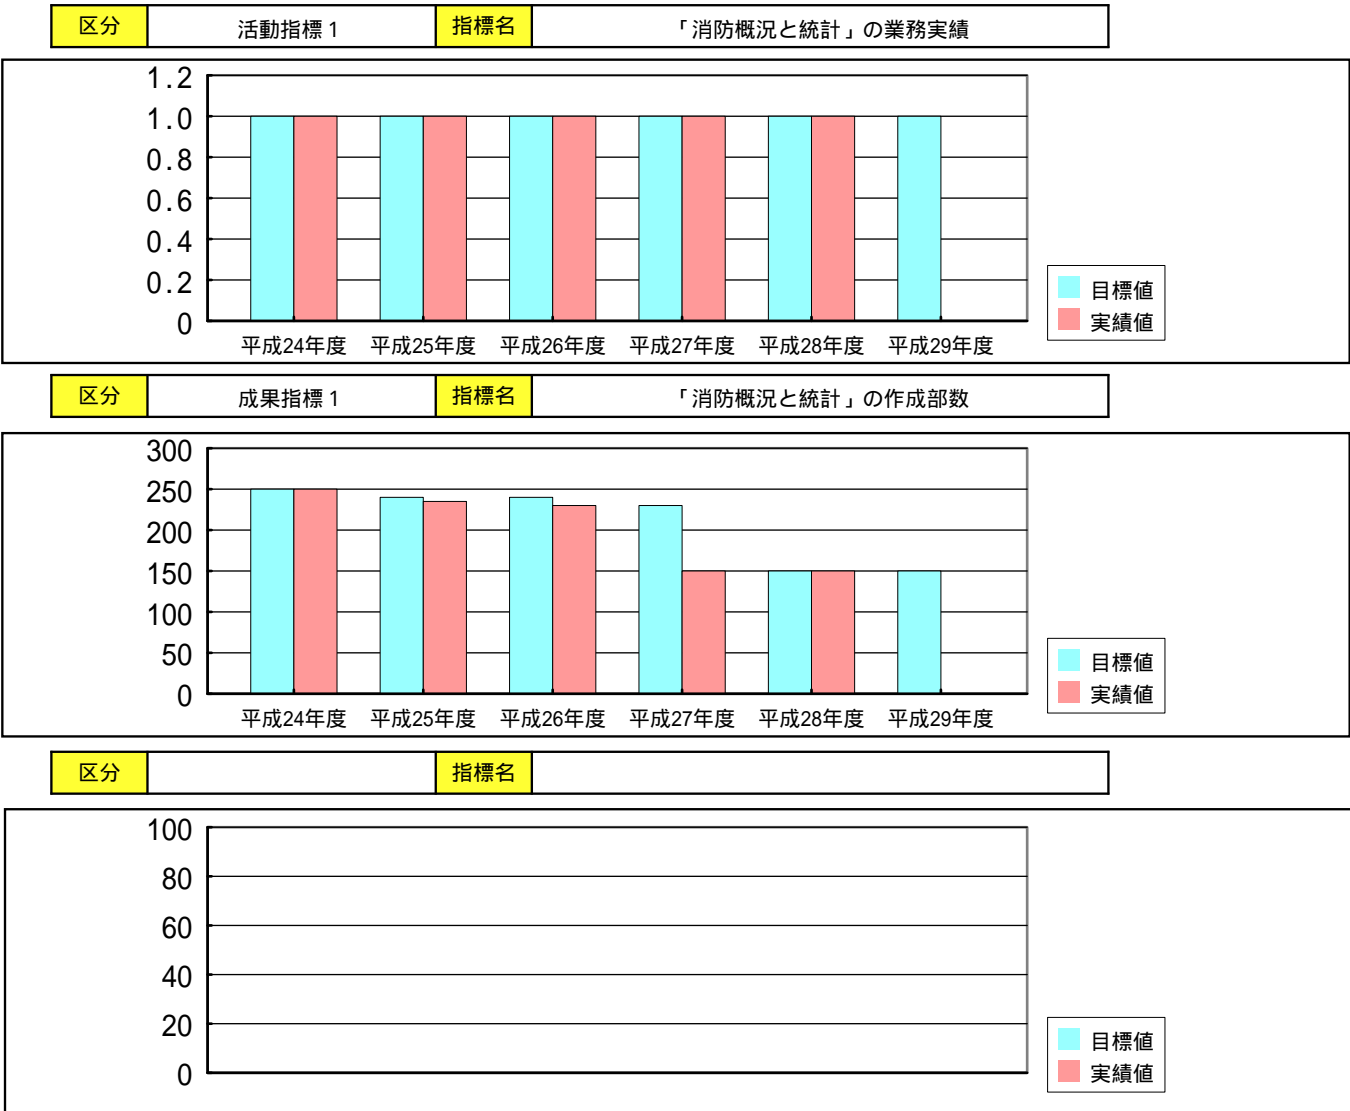 区分 活動指標1 指標名 「消防概況と統計」の業務実績
1.2
1.0
0.8
0.6
0.4
0.2
0
平成24年度 平成25年度 平成26年度 平成27年度 平成28年度 平成29年度
目標値
実績値
区分 成果指標1 指標名 「消防概況と統計」の作成部数
300
250
200
150
100
50
0
平成24年度 平成25年度 平成26年度 平成27年度 平成28年度 平成29年度
目標値
実績値
区分 指標名
100
80
60
40
20
0
目標値
実績値